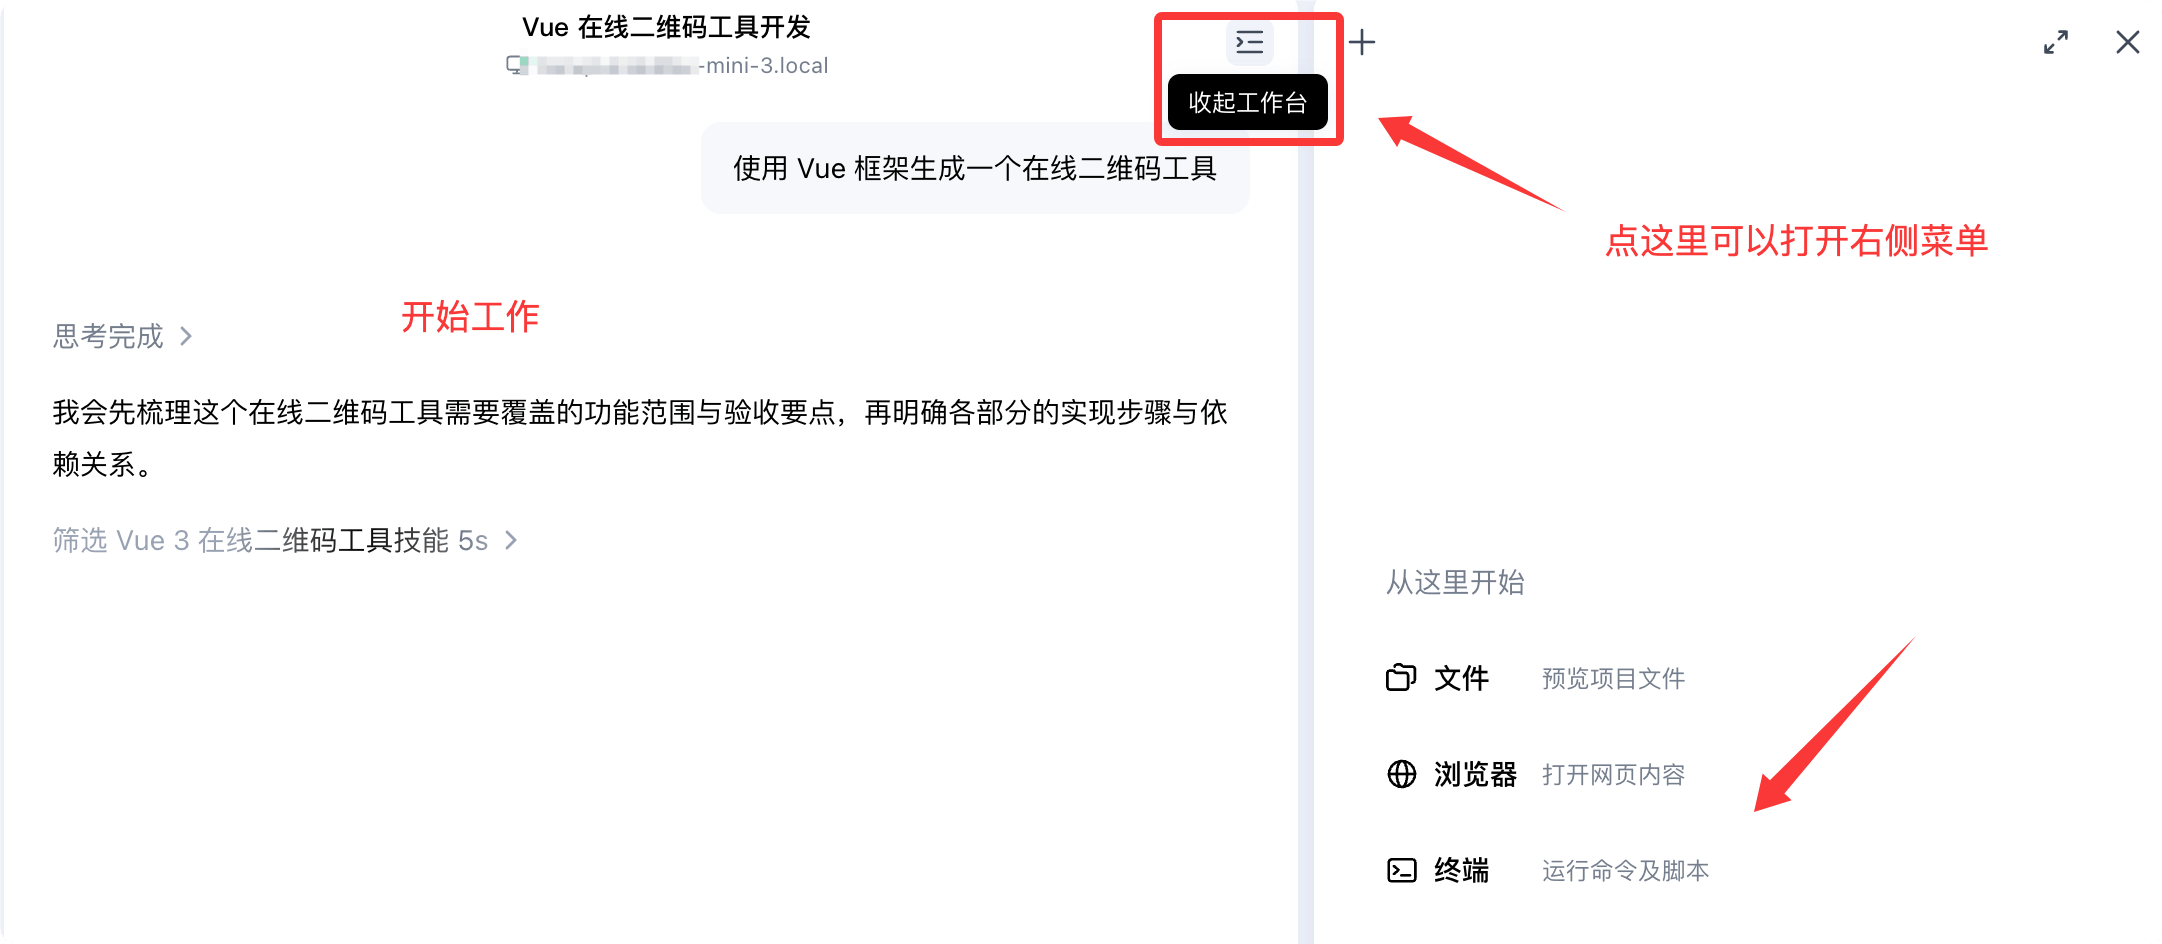 Vue 在线二维码工具开发
-mini-3.local
收起工作台
使用 Vue 框架生成一个在线二维码工具
点这里可以打开右侧菜单
开始工作
思考完成
我会先梳理这个在线二维码工具需要覆盖的功能范围与验收要点，再明确各部分的实现步骤与依
赖关系。
筛选 Vue 3 在线二维码工具技能 5s
从这里开始
文件 预览项目文件
浏览器 打开网页内容
终端 运行命令及脚本